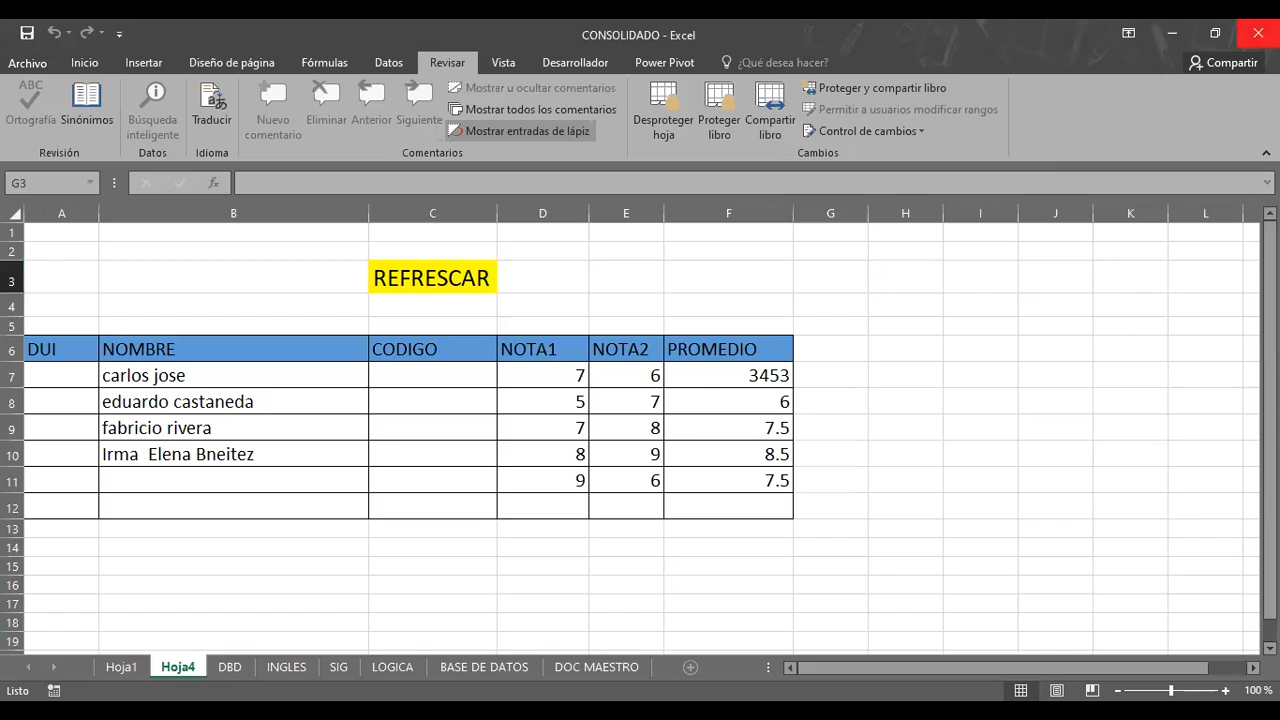 CONSOLIDADO - Excel
Archivo Inicio Insertar Diseño de página Fórmulas Datos Revisar Vista Desarrollador Power Pivot ¿Qué desea hacer? Compartir
ABC
Ortografía Sinónimos
Revisión
Búsqueda inteligente
Datos
Traducir
Idioma
Nuevo comentario Eliminar Anterior Siguiente
Mostrar u ocultar comentarios
Mostrar todos los comentarios
Mostrar entradas de lápiz
Comentarios
Desproteger hoja Proteger libro Compartir libro
Proteger y compartir libro
Permitir a usuarios modificar rangos
Control de cambios
Cambios
G3 fx
A B C D E F G H I J K L
1
2
3 REFRESCAR
4
5
6 DUI NOMBRE CODIGO NOTA1 NOTA2 PROMEDIO
7 carlos jose 7 6 3453
8 eduardo castaneda 5 7 6
9 fabricio rivera 7 8 7.5
10 Irma  Elena Bneitez 8 9 8.5
11 9 6 7.5
12
13
14
15
16
17
18
19
Hoja1 Hoja4 DBD INGLES SIG LOGICA BASE DE DATOS DOC MAESTRO
Listo 100 %